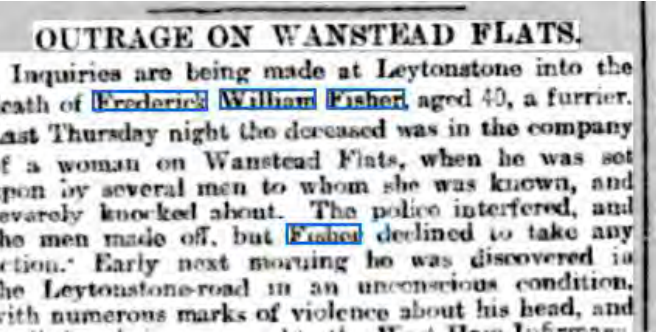 OUTRAGE ON WANSTEAD FLATS.
Inquiries are being made at Leytonstone into the
eath of Frederick William Fisher, aged 40, a furrier.
ast Thursday night the deceased was in the company
f a woman on Wanstead Flats, when he was set
pon by several men to whom she was known, and
everely knocked about. The police interfered, and
he men made off, but Fisher declined to take any
ction. Early next morning he was discovered in
he Leytonstone-road in an unconscious condition,
ith numerous marks of violence about his head, and